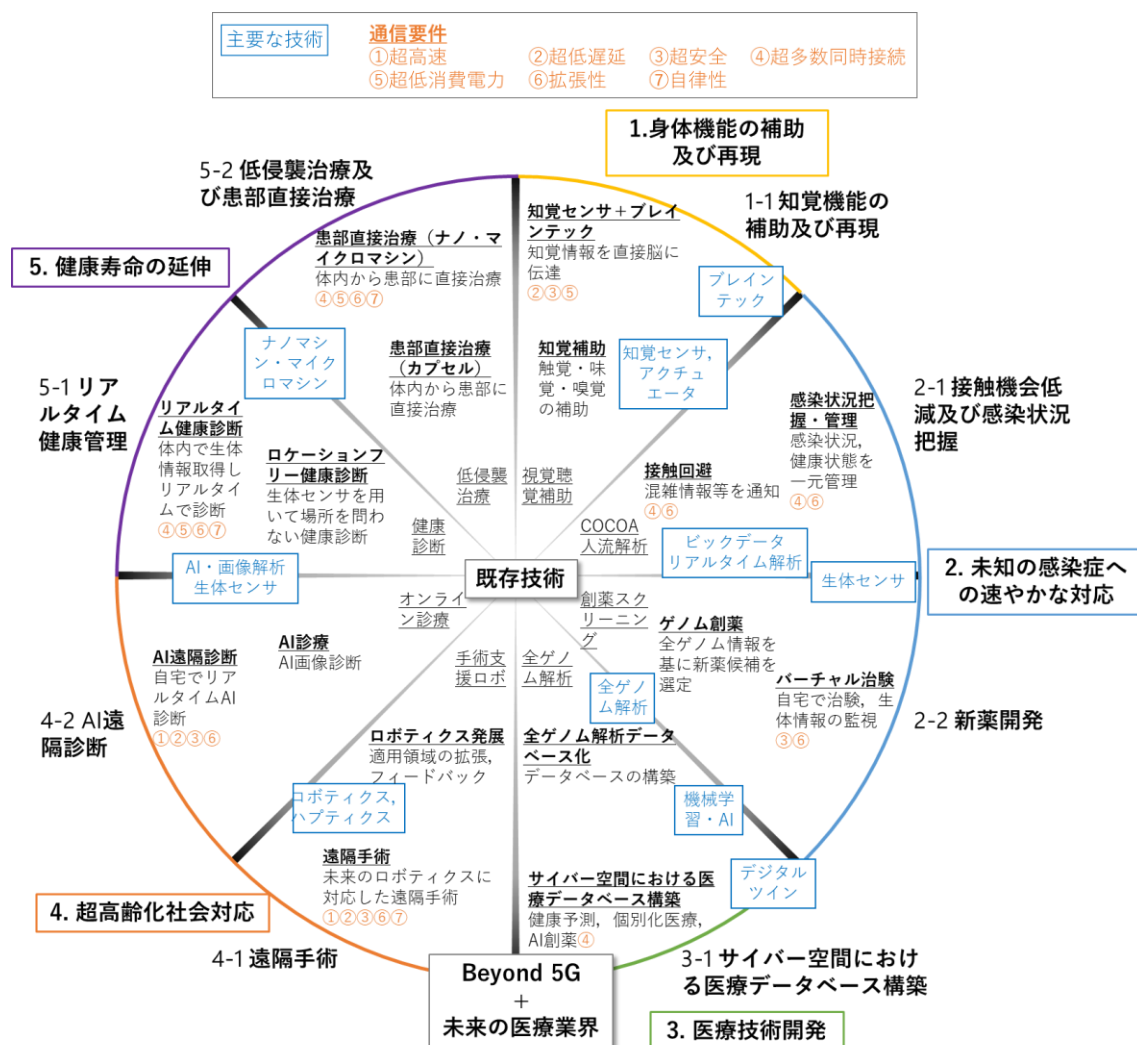 主要な技術
通信要件
①超高速 ②超低遅延 ③超安全 ④超多数同時接続
⑤超低消費電力 ⑥拡張性 ⑦自律性
1.身体機能の補助
及び再現
5-2 低侵襲治療及
び患部直接治療
1-1 知覚機能の
補助及び再現
5. 健康寿命の延伸
患部直接治療（ナノ・マ
イクロマシン）
体内から患部に直接治療
④⑤⑥⑦
知覚センサ＋ブレイ
ンテック
知覚情報を直接脳に
伝達
②③⑤
ブレイン
テック
ナノマシ
ン・マイク
ロマシン
患部直接治療
（カプセル）
体内から患部に
直接治療
知覚補助
触覚・味
覚・嗅覚
の補助
知覚センサ，
アクチュ
エータ
5-1 リア
ルタイム
健康管理
2-1 接触機会低
減及び感染状況
把握
リアルタイ
ム健康診断
体内で生体
情報取得し
リアルタイ
ムで診断
④⑤⑥⑦
ロケーションフ
リー健康診断
生体センサを用
いて場所を問わ
ない健康診断
低侵襲
治療
視覚聴
覚補助
接触回避
混雑情報等を通知
④⑥
感染状況把
握・管理
感染状況，
健康状態を
一元管理
④⑥
健康
診断
COCOA
人流解析
AI・画像解析
生体センサ
既存技術
ビックデータ
リアルタイム解析
生体センサ
2. 未知の感染症へ
の速やかな対応
オンライ
ン診療
創薬スク
リーニン
グ
AI遠隔診断
自宅でリア
ルタイムAI
診断
①②③⑥
AI診療
AI画像診断
手術支
援ロボ
全ゲノ
ム解析
ゲノム創薬
全ゲノム情報を
基に新薬候補を
選定
全ゲノ
ム解析
バーチャル治験
自宅で治験，生
体情報の監視
③⑥
4-2 AI遠
隔診断
2-2 新薬開発
ロボティクス発展
適用領域の拡張，
フィードバック
全ゲノム解析データ
ベース化
データベースの構築
ロボティクス，
ハプティクス
機械学
習・AI
遠隔手術
未来のロボティクスに
対応した遠隔手術
①②③⑥⑦
サイバー空間における医
療データベース構築
健康予測，個別化医療，
AI創薬④
デジタル
ツイン
4. 超高齢化社会対応
4-1 遠隔手術
Beyond 5G
+
未来の医療業界
3-1 サイバー空間におけ
る医療データベース構築
3. 医療技術開発